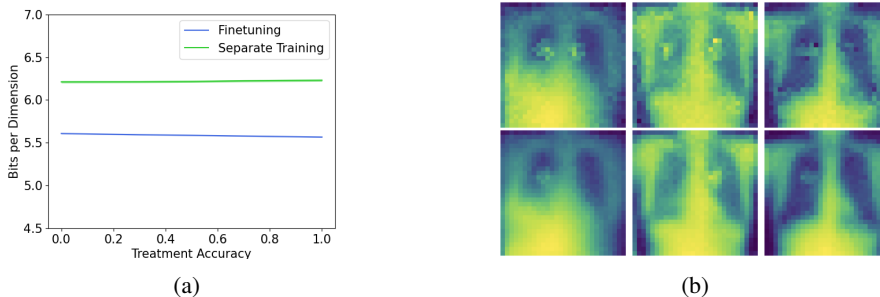 7.0
6.5
6.0
5.5
5.0
4.5
Bits per Dimension
Finetuning
Separate Training
0.0 0.2 0.4 0.6 0.8 1.0
Treatment Accuracy
(a)
(b)